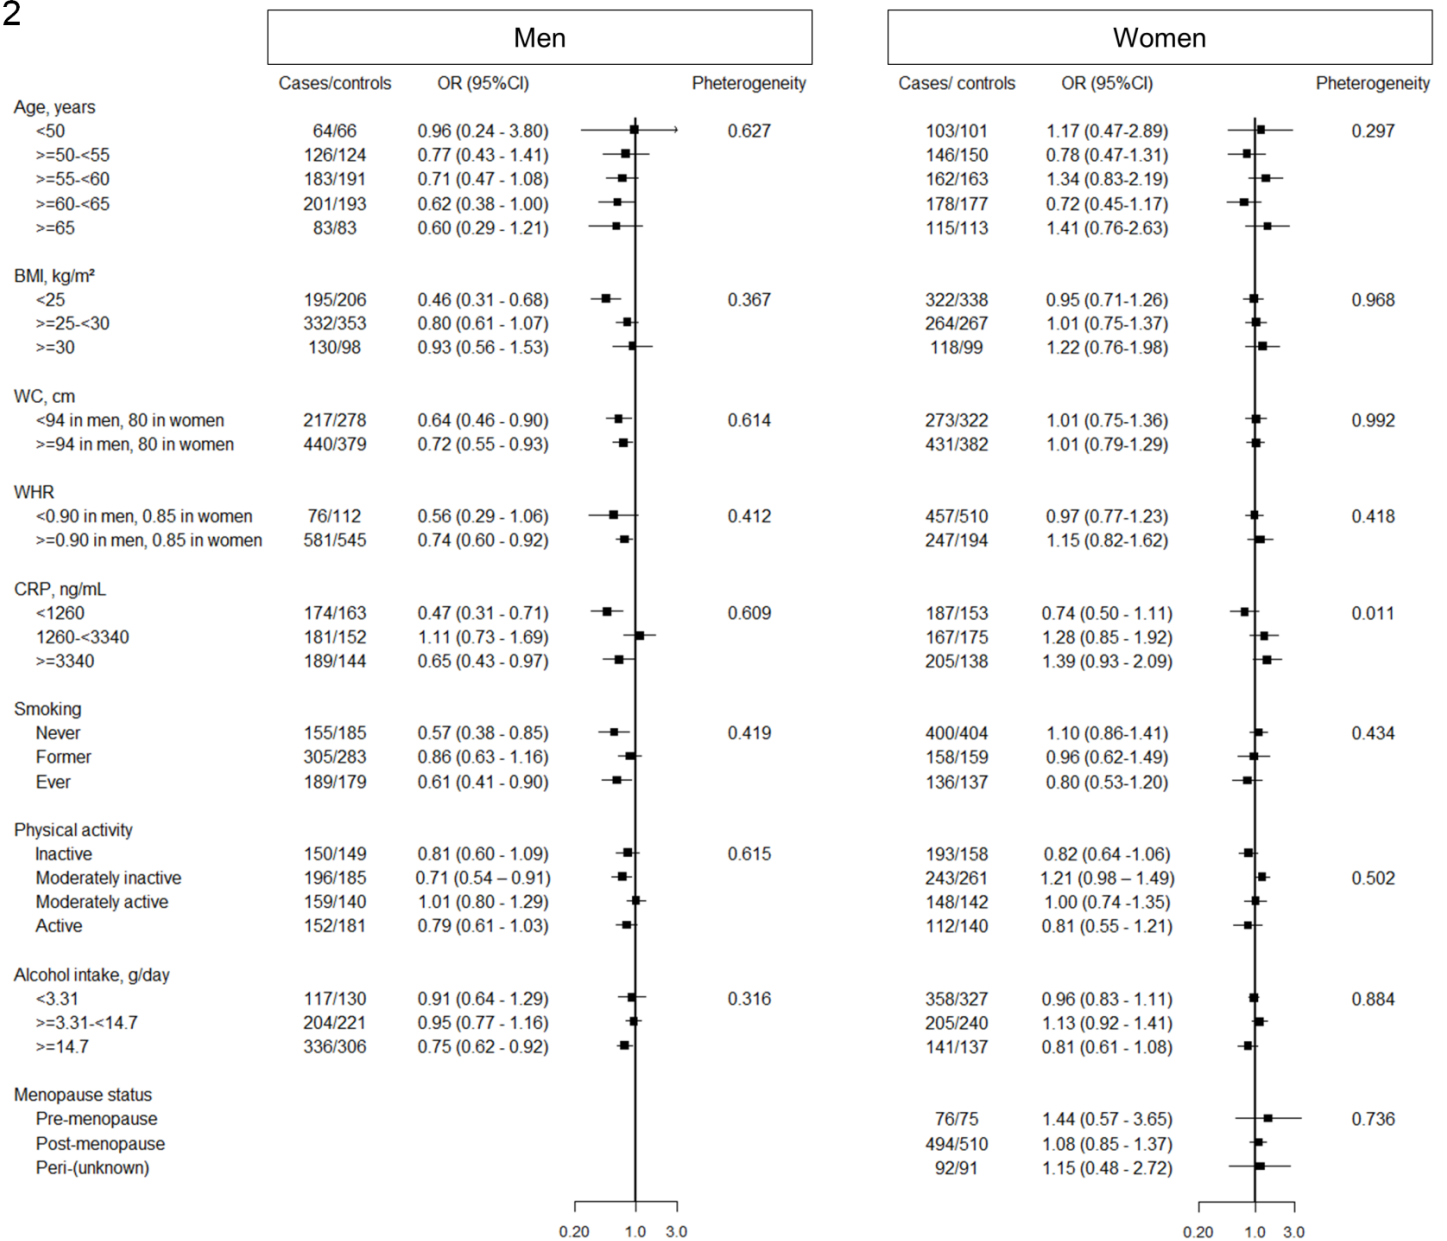 2
Men Women
Cases/controls OR (95%CI) Pheterogeneity Cases/ controls OR (95%CI) Pheterogeneity
Age, years
<50 64/66 0.96 (0.24 - 3.80) 0.627 103/101 1.17 (0.47-2.89) 0.297
>=50-<55 126/124 0.77 (0.43 - 1.41) 146/150 0.78 (0.47-1.31)
>=55-<60 183/191 0.71 (0.47 - 1.08) 162/163 1.34 (0.83-2.19)
>=60-<65 201/193 0.62 (0.38 - 1.00) 178/177 0.72 (0.45-1.17)
>=65 83/83 0.60 (0.29 - 1.21) 115/113 1.41 (0.76-2.63)
BMI, kg/m²
<25 195/206 0.46 (0.31 - 0.68) 0.367 322/338 0.95 (0.71-1.26) 0.968
>=25-<30 332/353 0.80 (0.61 - 1.07) 264/267 1.01 (0.75-1.37)
>=30 130/98 0.93 (0.56 - 1.53) 118/99 1.22 (0.76-1.98)
WC, cm
<94 in men, 80 in women 217/278 0.64 (0.46 - 0.90) 0.614 273/322 1.01 (0.75-1.36) 0.992
>=94 in men, 80 in women 440/379 0.72 (0.55 - 0.93) 431/382 1.01 (0.79-1.29)
WHR
<0.90 in men, 0.85 in women 76/112 0.56 (0.29 - 1.06) 0.412 457/510 0.97 (0.77-1.23) 0.418
>=0.90 in men, 0.85 in women 581/545 0.74 (0.60 - 0.92) 247/194 1.15 (0.82-1.62)
CRP, ng/mL
<1260 174/163 0.47 (0.31 - 0.71) 0.609 187/153 0.74 (0.50 - 1.11) 0.011
1260-<3340 181/152 1.11 (0.73 - 1.69) 167/175 1.28 (0.85 - 1.92)
>=3340 189/144 0.65 (0.43 - 0.97) 205/138 1.39 (0.93 - 2.09)
Smoking
Never 155/185 0.57 (0.38 - 0.85) 0.419 400/404 1.10 (0.86-1.41) 0.434
Former 305/283 0.86 (0.63 - 1.16) 158/159 0.96 (0.62-1.49)
Ever 189/179 0.61 (0.41 - 0.90) 136/137 0.80 (0.53-1.20)
Physical activity
Inactive 150/149 0.81 (0.60 - 1.09) 0.615 193/158 0.82 (0.64 -1.06)
Moderately inactive 196/185 0.71 (0.54 – 0.91) 243/261 1.21 (0.98 – 1.49) 0.502
Moderately active 159/140 1.01 (0.80 - 1.29) 148/142 1.00 (0.74 - 1.35)
Active 152/181 0.79 (0.61 - 1.03) 112/140 0.81 (0.55 - 1.21)
Alcohol intake, g/day
<3.31 117/130 0.91 (0.64 - 1.29) 0.316 358/327 0.96 (0.83 - 1.11) 0.884
>=3.31-<14.7 204/221 0.95 (0.77 - 1.16) 205/240 1.13 (0.92 - 1.41)
>=14.7 336/306 0.75 (0.62 - 0.92) 141/137 0.81 (0.61 - 1.08)
Menopause status
Pre-menopause 76/75 1.44 (0.57 - 3.65) 0.736
Post-menopause 494/510 1.08 (0.85 - 1.37)
Peri-(unknown) 92/91 1.15 (0.48 - 2.72)
0.20 1.0 3.0 0.20 1.0 3.0